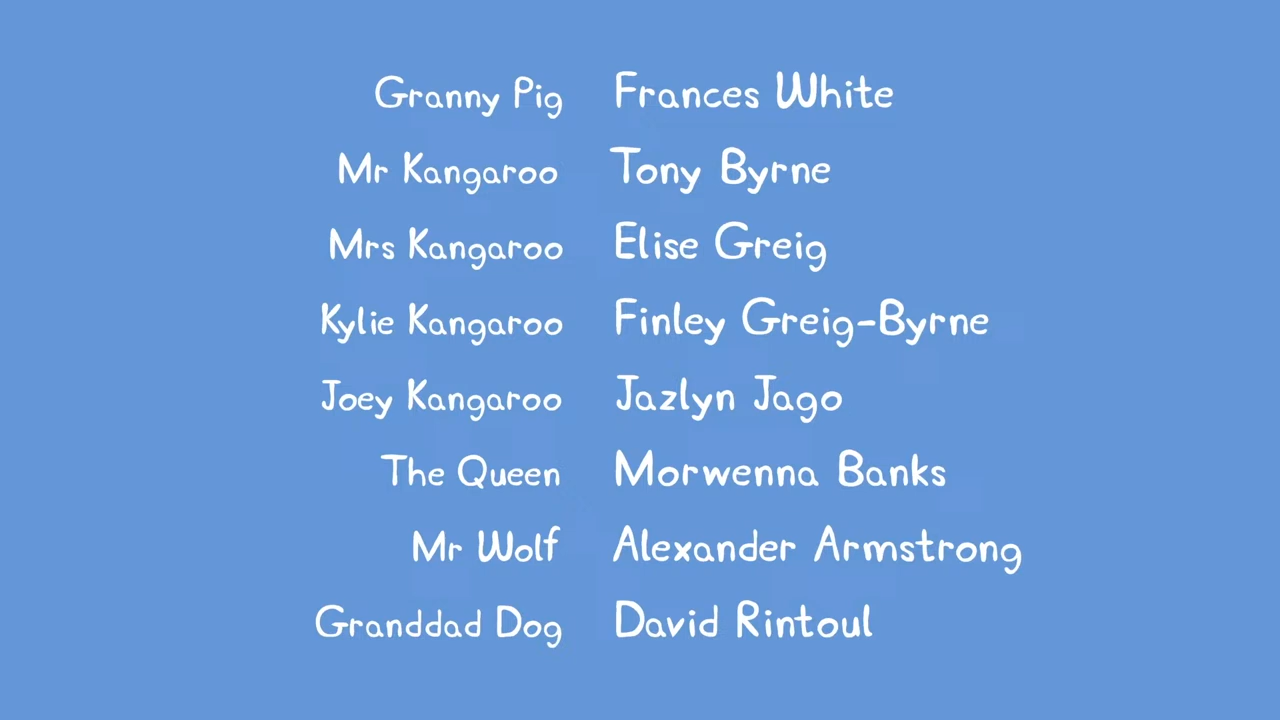 Granny Pig Frances White
Mr Kangaroo Tony Byrne
Mrs Kangaroo Elise Greig
Kylie Kangaroo Finley Greig-Byrne
Joey Kangaroo Jazlyn Jago
The Queen Morwenna Banks
Mr Wolf Alexander Armstrong
Granddad Dog David Rintoul